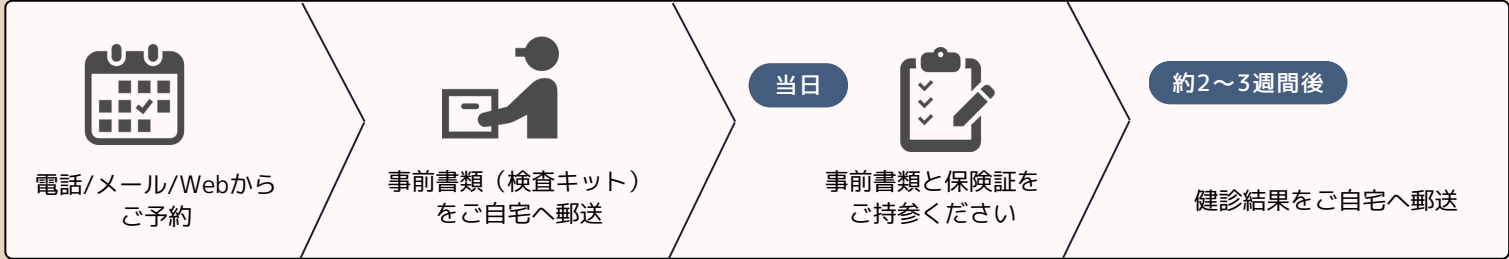 電話/メール/Webから
ご予約
事前書類（検査キット）
をご自宅へ郵送
当日
事前書類と保険証を
ご持参ください
約2〜3週間後
健診結果をご自宅へ郵送